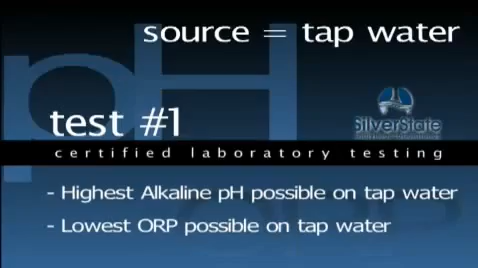 pH
source = tap water
test #1
SilverState
certified laboratory testing
- Highest Alkaline pH possible on tap water
- Lowest ORP possible on tap water